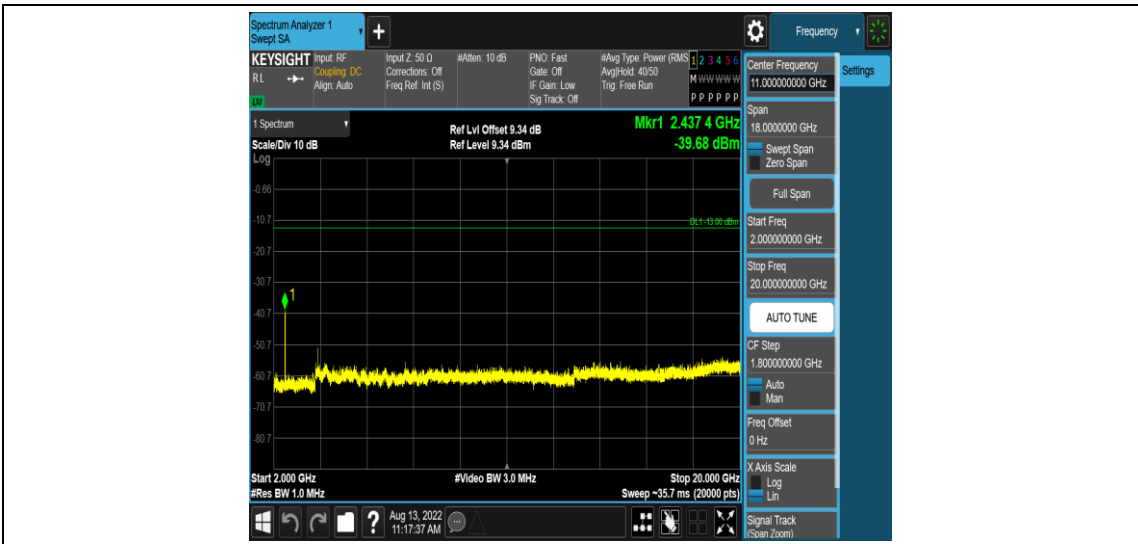 Spectrum Analyzer 1
Swept SA
Frequency
KEYSIGHT
RL
LXI
Input: RF
Coupling: DC
Align: Auto
Input Z: 50 Ω
Corrections: Off
Freq Ref: Int (S)
#Atten: 10 dB
PNO: Fast
Gate: Off
IF Gain: Low
Sig Track: Off
#Avg Type: Power (RMS
Avg|Hold: 40/50
Trig: Free Run
1 2 3 4 5 6
M W W W W W
P P P P P P
Center Frequency
11.000000000 GHz
Settings
1 Spectrum
Scale/Div 10 dB
Log
Ref Lvl Offset 9.34 dB
Ref Level 9.34 dBm
Mkr1 2.437 4 GHz
-39.68 dBm
-0.66
-10.7
-20.7
-30.7
-40.7
-50.7
-60.7
-70.7
-80.7
DL1 -13.00 dBm
1
Start 2.000 GHz
#Res BW 1.0 MHz
#Video BW 3.0 MHz
Stop 20.000 GHz
Sweep ~35.7 ms (20000 pts)
Span
18.0000000 GHz
Swept Span
Zero Span
Full Span
Start Freq
2.000000000 GHz
Stop Freq
20.000000000 GHz
AUTO TUNE
CF Step
1.800000000 GHz
Auto
Man
Freq Offset
0 Hz
X Axis Scale
Log
Lin
Signal Track
(Span Zoom)
?
Aug 13, 2022
11:17:37 AM